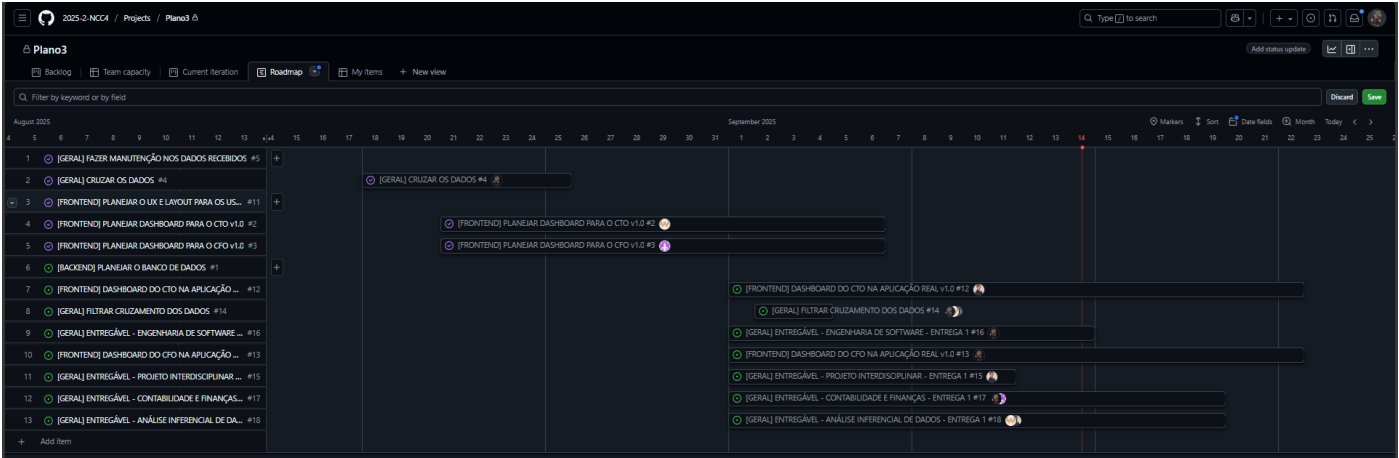 2025-2-NCC4 / Projects / Plano3
Type / to search
Plano3
Add status update
Backlog
Team capacity
Current iteration
Roadmap
My items
+ New view
Filter by keyword or by field
Discard
Save
August 2025
September 2025
Markers
Sort
Date fields
Month
Today
4 5 6 7 8 9 10 11 12 13 14 15 16 17 18 19 20 21 22 23 24 25 26 27 28 29 30 31 1 2 3 4 5 6 7 8 9 10 11 12 13 14 15 16 17 18 19 20 21 22 23 24 25
1 [GERAL] FAZER MANUTENÇÃO NOS DADOS RECEBIDOS #5
2 [GERAL] CRUZAR OS DADOS #4
[GERAL] CRUZAR OS DADOS #4
3 [FRONTEND] PLANEJAR O UX E LAYOUT PARA OS US... #11
4 [FRONTEND] PLANEJAR DASHBOARD PARA O CTO v1.0 #2
[FRONTEND] PLANEJAR DASHBOARD PARA O CTO v1.0 #2
5 [FRONTEND] PLANEJAR DASHBOARD PARA O CFO v1.0 #3
[FRONTEND] PLANEJAR DASHBOARD PARA O CFO v1.0 #3
6 [BACKEND] PLANEJAR O BANCO DE DADOS #1
7 [FRONTEND] DASHBOARD DO CTO NA APLICAÇÃO ... #12
[FRONTEND] DASHBOARD DO CTO NA APLICAÇÃO REAL v1.0 #12
8 [GERAL] FILTRAR CRUZAMENTO DOS DADOS #14
[GERAL] FILTRAR CRUZAMENTO DOS DADOS #14
9 [GERAL] ENTREGÁVEL - ENGENHARIA DE SOFTWARE ... #16
[GERAL] ENTREGÁVEL - ENGENHARIA DE SOFTWARE - ENTREGA 1 #16
10 [FRONTEND] DASHBOARD DO CFO NA APLICAÇÃO ... #13
[FRONTEND] DASHBOARD DO CFO NA APLICAÇÃO REAL v1.0 #13
11 [GERAL] ENTREGÁVEL - PROJETO INTERDISCIPLINAR ... #15
[GERAL] ENTREGÁVEL - PROJETO INTERDISCIPLINAR - ENTREGA 1 #15
12 [GERAL] ENTREGÁVEL - CONTABILIDADE E FINANÇAS... #17
[GERAL] ENTREGÁVEL - CONTABILIDADE E FINANÇAS - ENTREGA 1 #17
13 [GERAL] ENTREGÁVEL - ANÁLISE INFERENCIAL DE DA... #18
[GERAL] ENTREGÁVEL - ANÁLISE INFERENCIAL DE DADOS - ENTREGA 1 #18
+ Add item